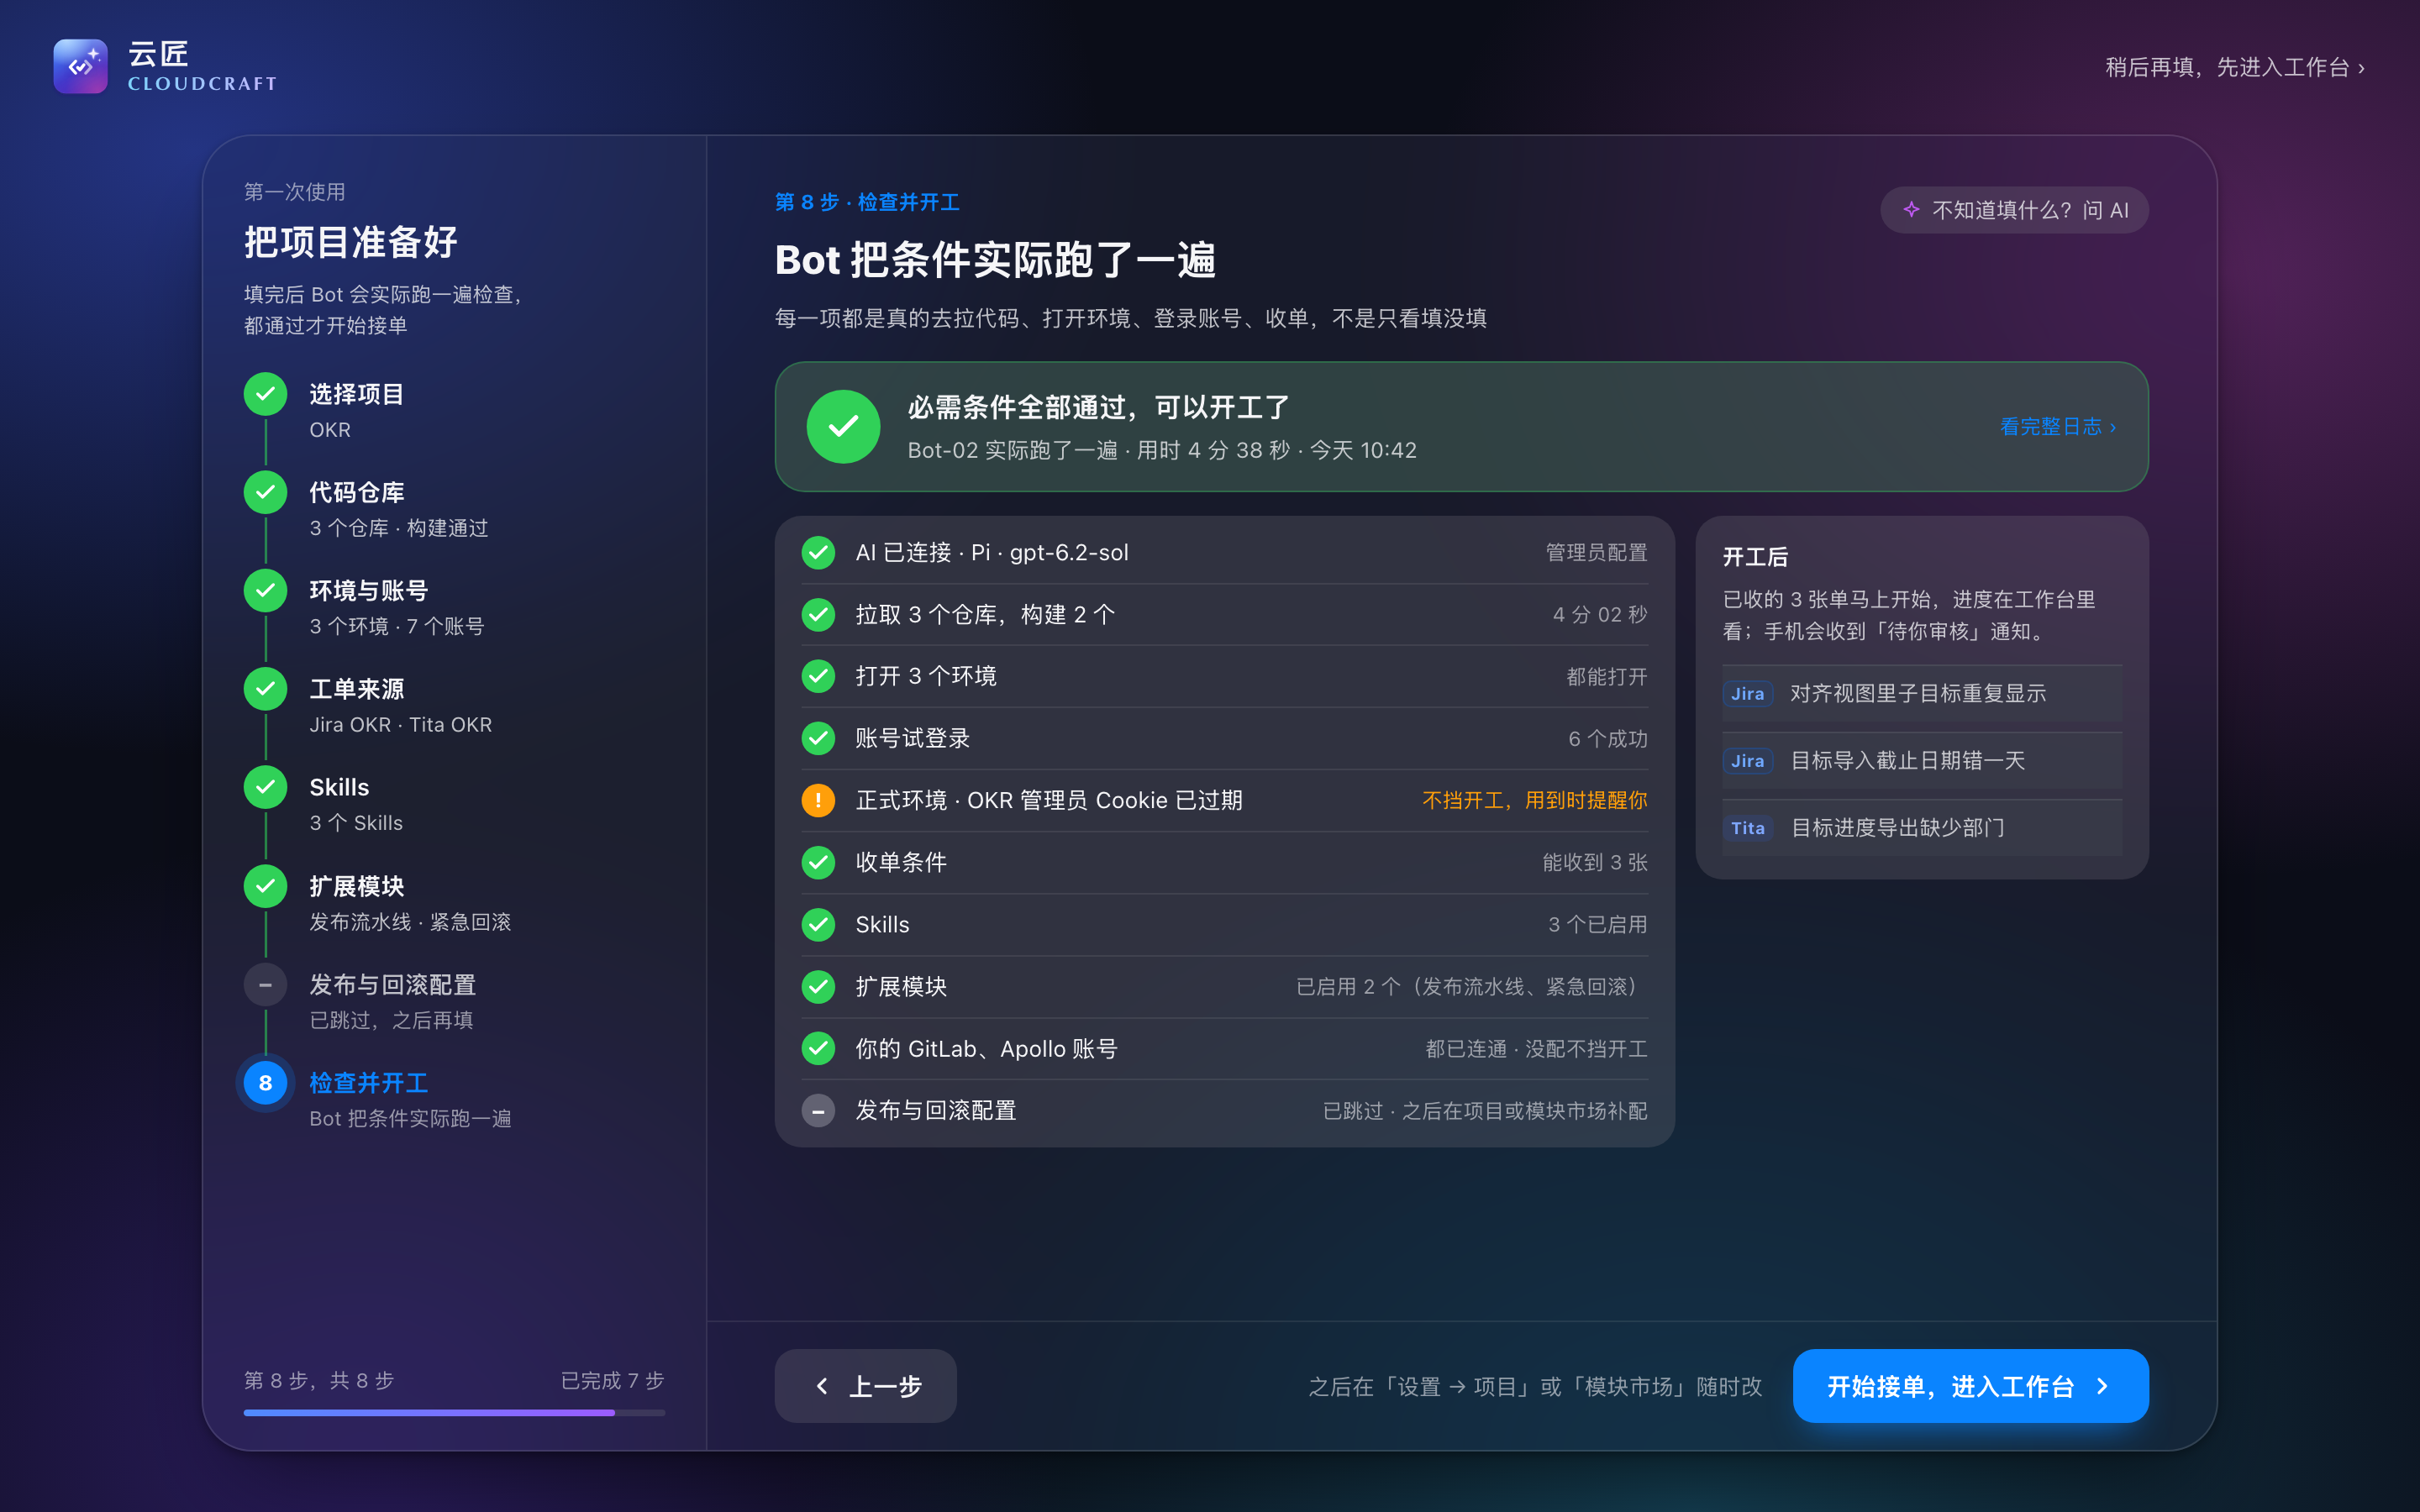 云匠
CLOUDCRAFT
稍后再填，先进入工作台 ›
第一次使用
把项目准备好
填完后 Bot 会实际跑一遍检查，
都通过才开始接单
选择项目
OKR
代码仓库
3 个仓库 · 构建通过
环境与账号
3 个环境 · 7 个账号
工单来源
Jira OKR · Tita OKR
Skills
3 个 Skills
扩展模块
发布流水线 · 紧急回滚
发布与回滚配置
已跳过，之后再填
8 检查并开工
Bot 把条件实际跑一遍
第 8 步，共 8 步 已完成 7 步
第 8 步 · 检查并开工
不知道填什么？问 AI
Bot 把条件实际跑了一遍
每一项都是真的去拉代码、打开环境、登录账号、收单，不是只看填没填
必需条件全部通过，可以开工了
Bot-02 实际跑了一遍 · 用时 4 分 38 秒 · 今天 10:42
看完整日志 ›
AI 已连接 · Pi · gpt-6.2-sol 管理员配置
拉取 3 个仓库，构建 2 个 4 分 02 秒
打开 3 个环境 都能打开
账号试登录 6 个成功
正式环境 · OKR 管理员 Cookie 已过期 不挡开工，用到时提醒你
收单条件 能收到 3 张
Skills 3 个已启用
扩展模块 已启用 2 个（发布流水线、紧急回滚）
你的 GitLab、Apollo 账号 都已连通 · 没配不挡开工
发布与回滚配置 已跳过 · 之后在项目或模块市场补配
开工后
已收的 3 张单马上开始，进度在工作台里
看；手机会收到「待你审核」通知。
Jira 对齐视图里子目标重复显示
Jira 目标导入截止日期错一天
Tita 目标进度导出缺少部门
上一步
之后在「设置 → 项目」或「模块市场」随时改
开始接单，进入工作台